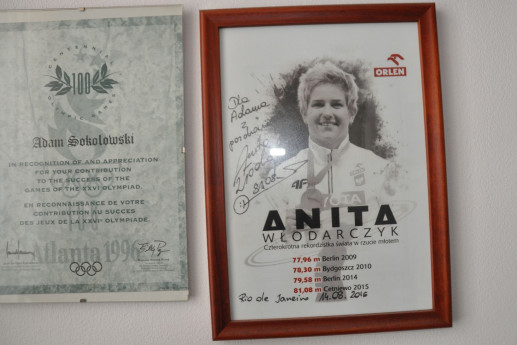 100
Adam Sokołowski
IN RECOGNITION OF AND APPRECIATION
FOR YOUR CONTRIBUTION
TO THE SUCCESS OF THE
GAMES OF THE XXVI OLYMPIAD.
EN RECONNAISSANCE DE VOTRE
CONTRIBUTION AU SUCCES
DES JEUX DE LA XXVIᵉ OLYMPIADE.
Atlanta 1996
ORLEN
Dla
Adama
z
4F
ANITA
WŁODARCZYK
Czterokrotna rekordzistka świata w rzucie młotem
77,96 m Berlin 2009
78,30 m Bydgoszcz 2010
79,58 m Berlin 2014
81,08 m Cetniewo 2015
Rio de Janeiro 14.08.2016